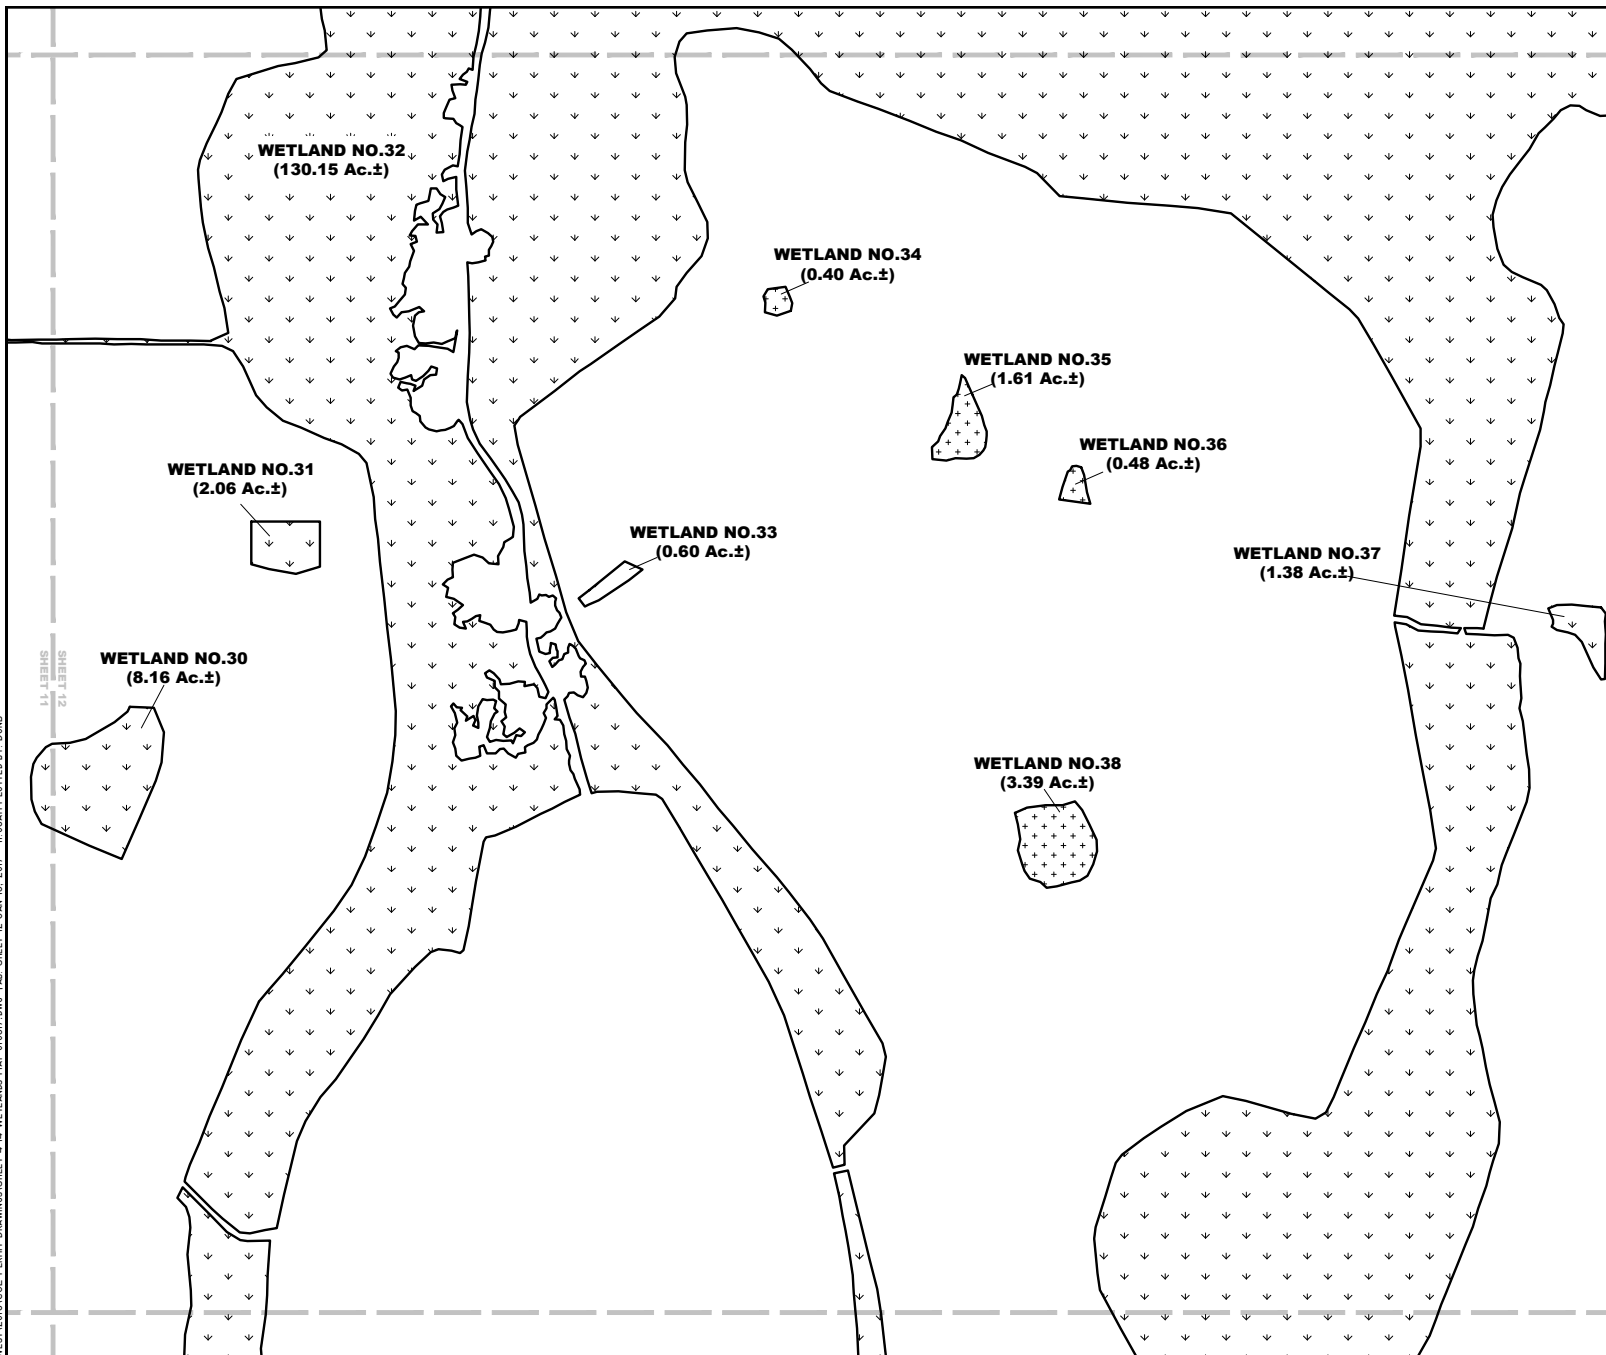 WETLAND NO.32
(130.15 Ac.±)
WETLAND NO.34
(0.40 Ac.±)
WETLAND NO.35
(1.61 Ac.±)
WETLAND NO.36
(0.48 Ac.±)
WETLAND NO.31
(2.06 Ac.±)
WETLAND NO.33
(0.60 Ac.±)
WETLAND NO.37
(1.38 Ac.±)
WETLAND NO.30
(8.16 Ac.±)
SHEET 12
SHEET 11
WETLAND NO.38
(3.39 Ac.±)